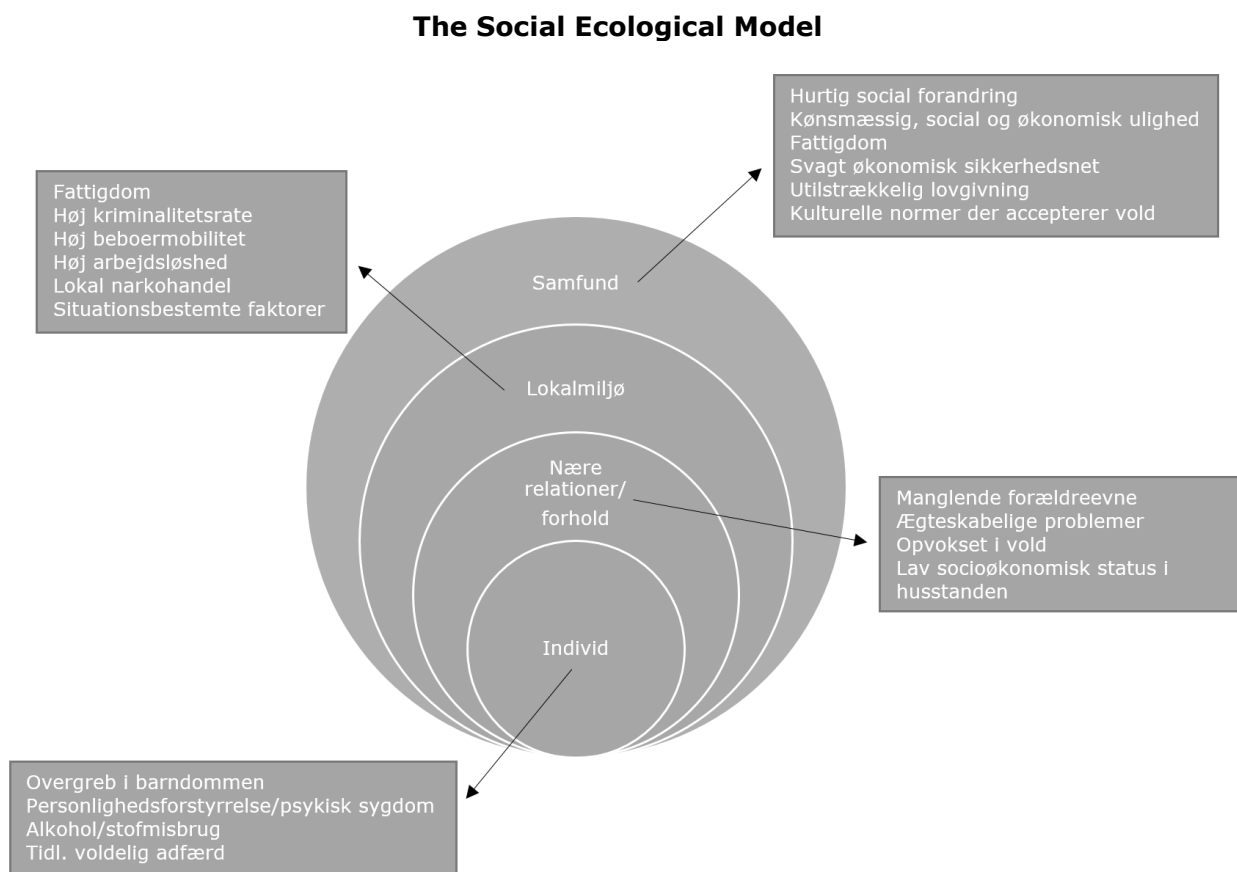 The Social Ecological Model
Hurtig social forandring
Kønsmæssig, social og økonomisk ulighed
Fattigdom
Svagt økonomisk sikkerhedsnet
Utilstrækkelig lovgivning
Kulturelle normer der accepterer vold
Fattigdom
Høj kriminalitetsrate
Høj beboermobilitet
Høj arbejdsløshed
Lokal narkohandel
Situationsbestemte faktorer
Samfund
Lokalmiljø
Nære
relationer/
forhold
Manglende forældreevne
Ægteskabelige problemer
Opvokset i vold
Lav socioøkonomisk status i
husstanden
Individ
Overgreb i barndommen
Personlighedsforstyrrelse/psykisk sygdom
Alkohol/stofmisbrug
Tidl. voldelig adfærd